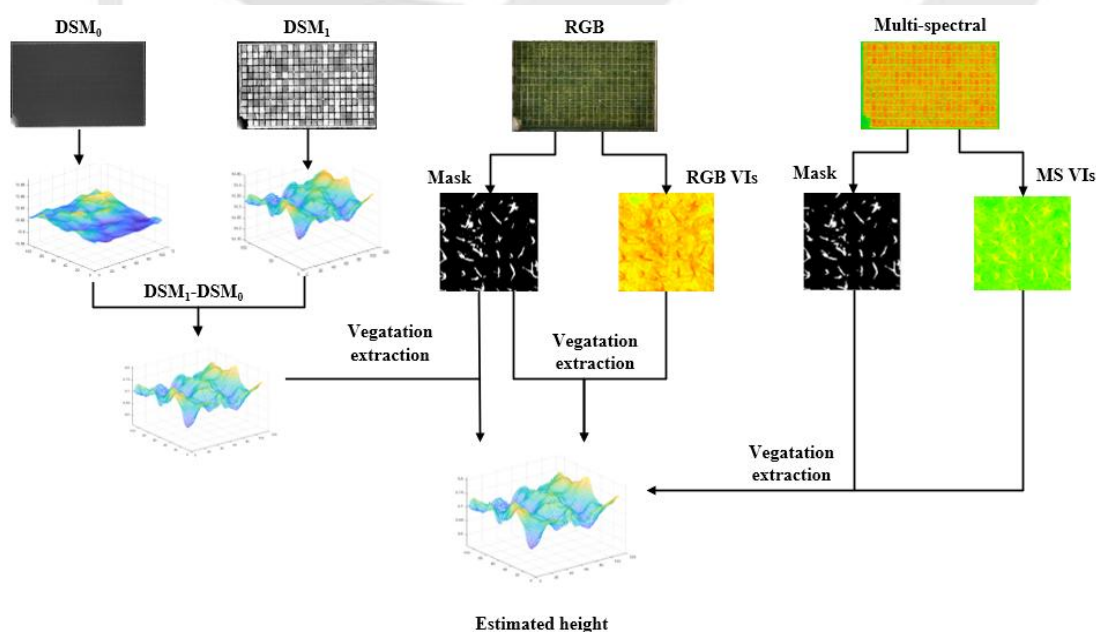 DSM₀
DSM₁
RGB
Multi-spectral
Mask
RGB VIs
Mask
MS VIs
DSM₁-DSM₀
Vegatation
extraction
Vegatation
extraction
Vegatation
extraction
Estimated height